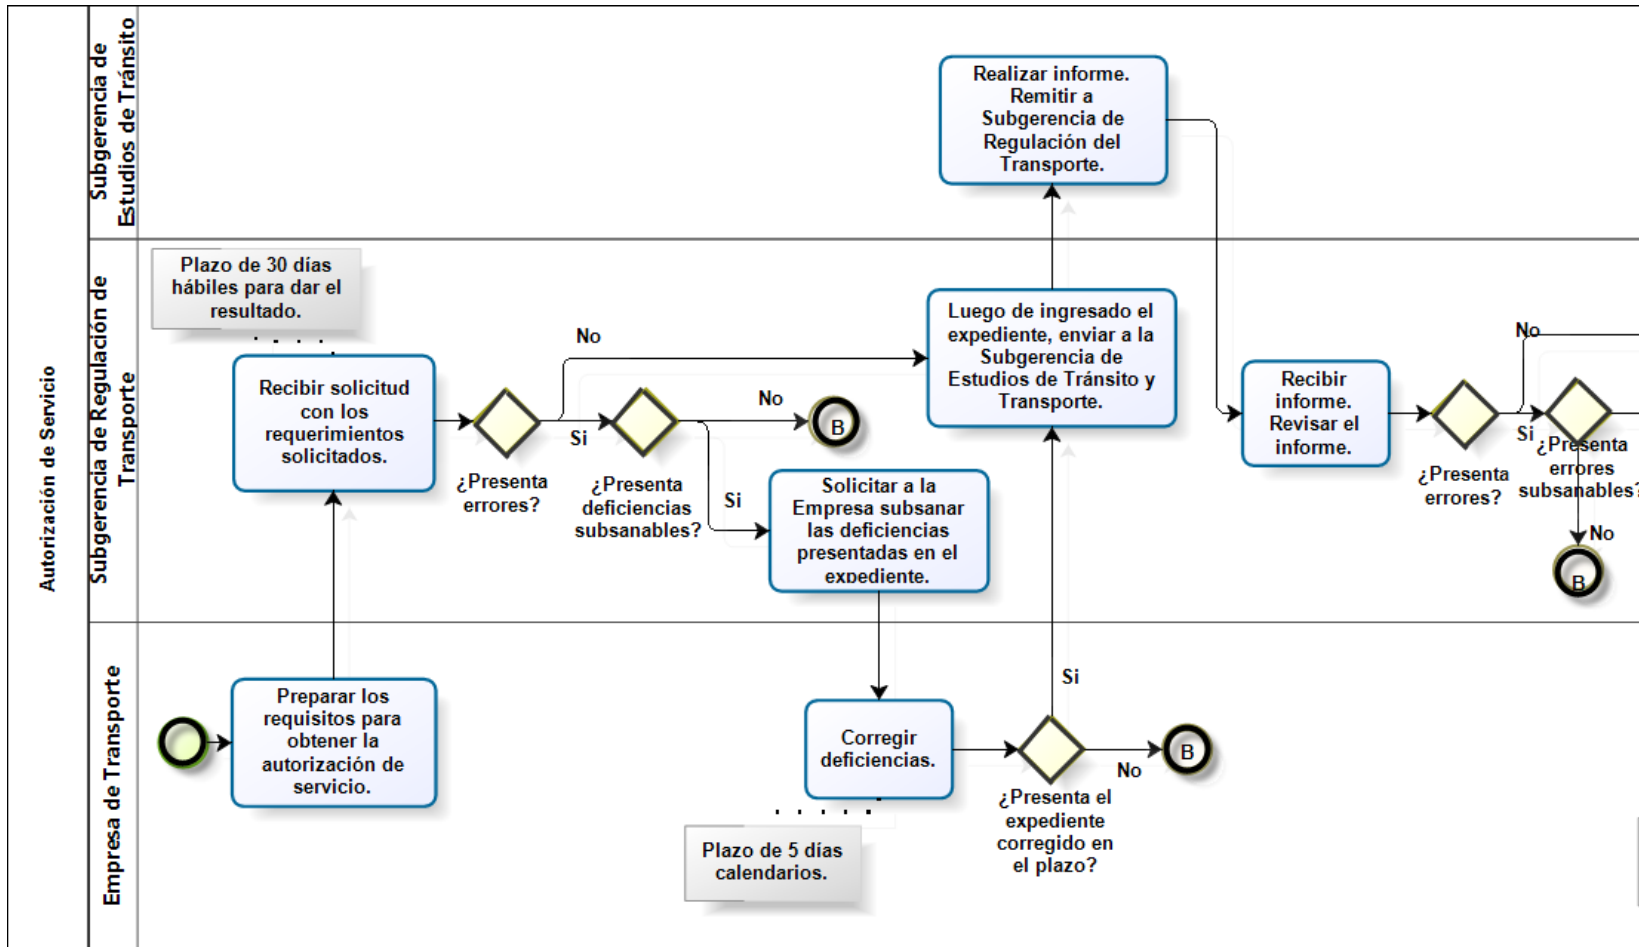 Autorización de Servicio
Subgerencia de
Estudios de Tránsito
Realizar informe.
Remitir a
Subgerencia de
Regulación del
Transporte.
Subgerencia de Regulación de
Transporte
Plazo de 30 días
hábiles para dar el
resultado.
Recibir solicitud
con los
requerimientos
solicitados.
¿Presenta
errores?
No
Si
¿Presenta
deficiencias
subsanables?
No
B
Si
Solicitar a la
Empresa subsanar
las deficiencias
presentadas en el
expediente.
Luego de ingresado el
expediente, enviar a la
Subgerencia de
Estudios de Tránsito y
Transporte.
Recibir
informe.
Revisar el
informe.
¿Presenta
errores?
No
Si
¿Presenta
errores
subsanables?
No
B
Empresa de Transporte
Preparar los
requisitos para
obtener la
autorización de
servicio.
Corregir
deficiencias.
Plazo de 5 días
calendarios.
¿Presenta el
expediente
corregido en
el plazo?
Si
No
B